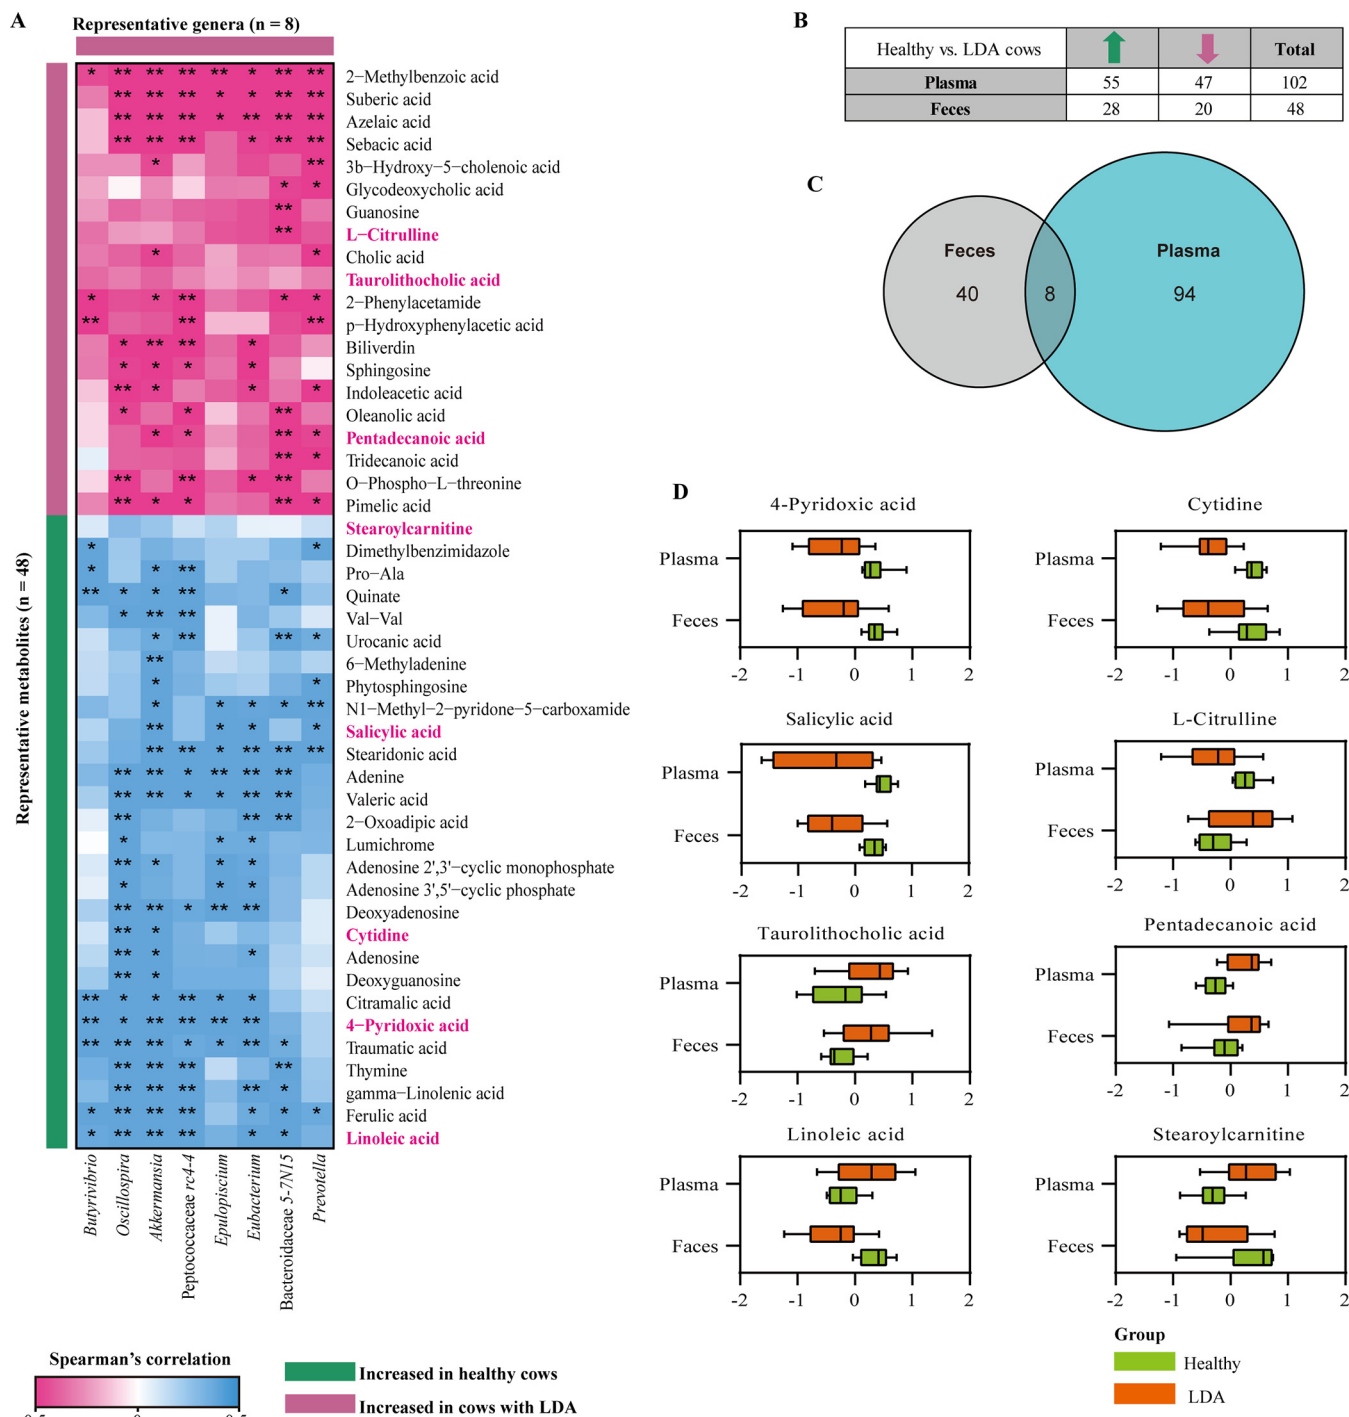 A
Representative genera (n = 8)
Representative metabolites (n = 48)
* ** ** ** ** * ** ** 2−Methylbenzoic acid
** ** ** * * ** ** Suberic acid
** ** ** * ** ** ** Azelaic acid
** ** ** * ** ** Sebacic acid
* ** 3b−Hydroxy−5−cholenoic acid
* * Glycodeoxycholic acid
** Guanosine
** L−Citrulline
* * Cholic acid
Taurolithocholic acid
* * ** * * 2−Phenylacetamide
** ** ** p−Hydroxyphenylacetic acid
* ** ** * Biliverdin
* * * * Sphingosine
** * * * Indoleacetic acid
* * ** Oleanolic acid
* * ** * Pentadecanoic acid
** * Tridecanoic acid
** ** * ** O−Phospho−L−threonine
** * * ** * Pimelic acid
Stearoylcarnitine
* * Dimethylbenzimidazole
* * ** Pro−Ala
** * * ** * Quinate
* ** ** Val−Val
* ** ** * Urocanic acid
** 6−Methyladenine
* * Phytosphingosine
* * * * ** N1−Methyl−2−pyridone−5−carboxamide
** * * * Salicylic acid
** ** * ** ** ** Stearidonic acid
** ** * ** ** ** Adenine
** ** * * ** ** Valeric acid
** ** ** 2−Oxoadipic acid
* * * Lumichrome
** * * * Adenosine 2',3'−cyclic monophosphate
* * * Adenosine 3',5'−cyclic phosphate
** ** * ** ** Deoxyadenosine
** * Cytidine
** * * Adenosine
** * Deoxyguanosine
** * * ** * * Citramalic acid
** * ** ** ** ** 4−Pyridoxic acid
** ** ** * * ** * Traumatic acid
** ** ** ** Thymine
** ** ** ** * gamma−Linolenic acid
* ** ** ** * * * Ferulic acid
* ** ** ** * * Linoleic acid
Butyrivibrio
Oscillospira
Akkermansia
Peptococcaceae rc4-4
Epulopiscium
Eubacterium
Bacteroidaceae 5-7N15
Prevotella
Spearman's correlation
Increased in healthy cows
Increased in cows with LDA
B
Healthy vs. LDA cows Total
Plasma 55 47 102
Feces 28 20 48
C
Feces Plasma
40 8 94
D
4-Pyridoxic acid
Plasma
Feces
-2 -1 0 1 2
Cytidine
-2 -1 0 1 2
Salicylic acid
Plasma
Feces
-2 -1 0 1 2
L-Citrulline
Plasma
Feces
-2 -1 0 1 2
Taurolithocholic acid
Plasma
Feces
-2 -1 0 1 2
Pentadecanoic acid
Plasma
Feces
-2 -1 0 1 2
Linoleic acid
Plasma
Faces
-2 -1 0 1 2
Stearoylcarnitine
Plasma
Feces
-2 -1 0 1 2
Group
Healthy
LDA